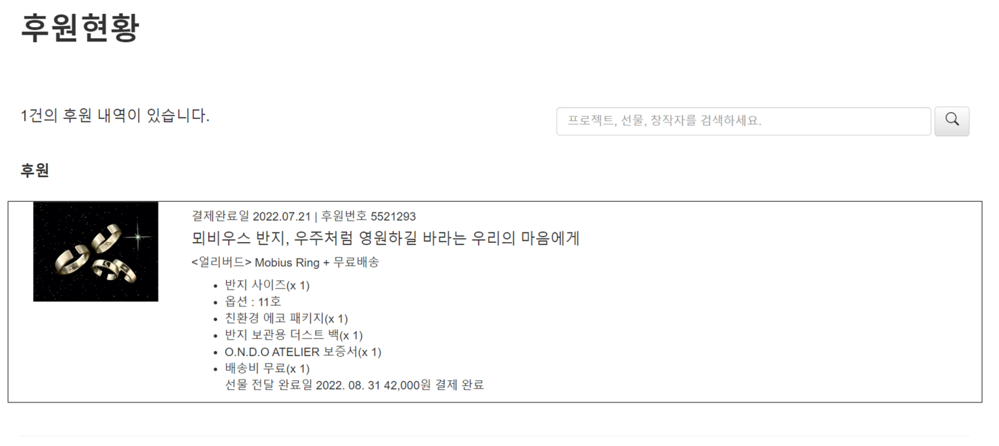 후원현황
1건의 후원 내역이 있습니다.
프로젝트, 선물, 창작자를 검색하세요.
후원
결제완료일 2022.07.21 | 후원번호 5521293
뫼비우스 반지, 우주처럼 영원하길 바라는 우리의 마음에게
<얼리버드> Mobius Ring + 무료배송
• 반지 사이즈(x 1)
• 옵션 : 11호
• 친환경 에코 패키지(x 1)
• 반지 보관용 더스트 백(x 1)
• O.N.D.O ATELIER 보증서(x 1)
• 배송비 무료(x 1)
선물 전달 완료일 2022. 08. 31 42,000원 결제 완료